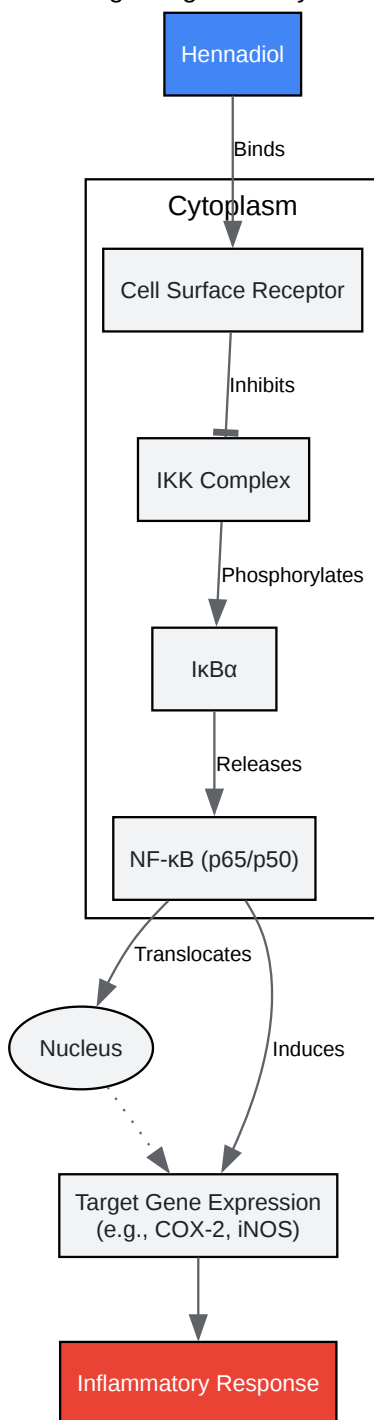 Hennadiol
Binds
Cytoplasm
Cell Surface Receptor
Inhibits
IKK Complex
Phosphorylates
IκBα
Releases
NF-κB (p65/p50)
Translocates
Nucleus
Induces
Target Gene Expression
(e.g., COX-2, iNOS)
Inflammatory Response